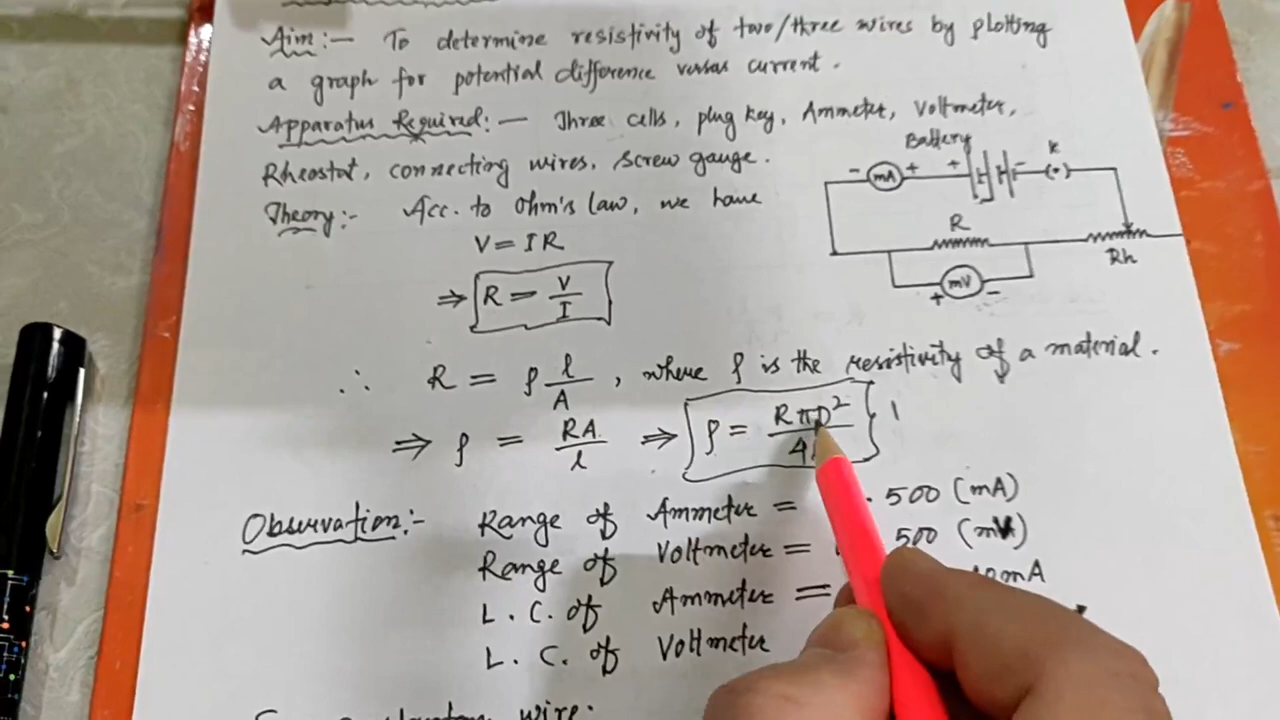 Aim:- To determine resistivity of two/three wires by plotting
a graph for potential difference versus current.
Apparatus Required:- Three cells, plug key, Ammeter, Voltmeter,
Rheostat, connecting wires, screw gauge.
Theory:- Acc. to Ohm's law, we have
V = IR
⇒ R = V/I
∴ R = ρ l/A, where ρ is the resistivity of a material.
⇒ ρ = RA/l ⇒ ρ = RπD²/4l
Battery
- mA + + - K
R
Rh
+ mV -
Observation:- Range of Ammeter = 500 (mA)
Range of Voltmeter = 500 (mV)
L.C. of Ammeter = 10mA
L.C. of Voltmeter
wire: